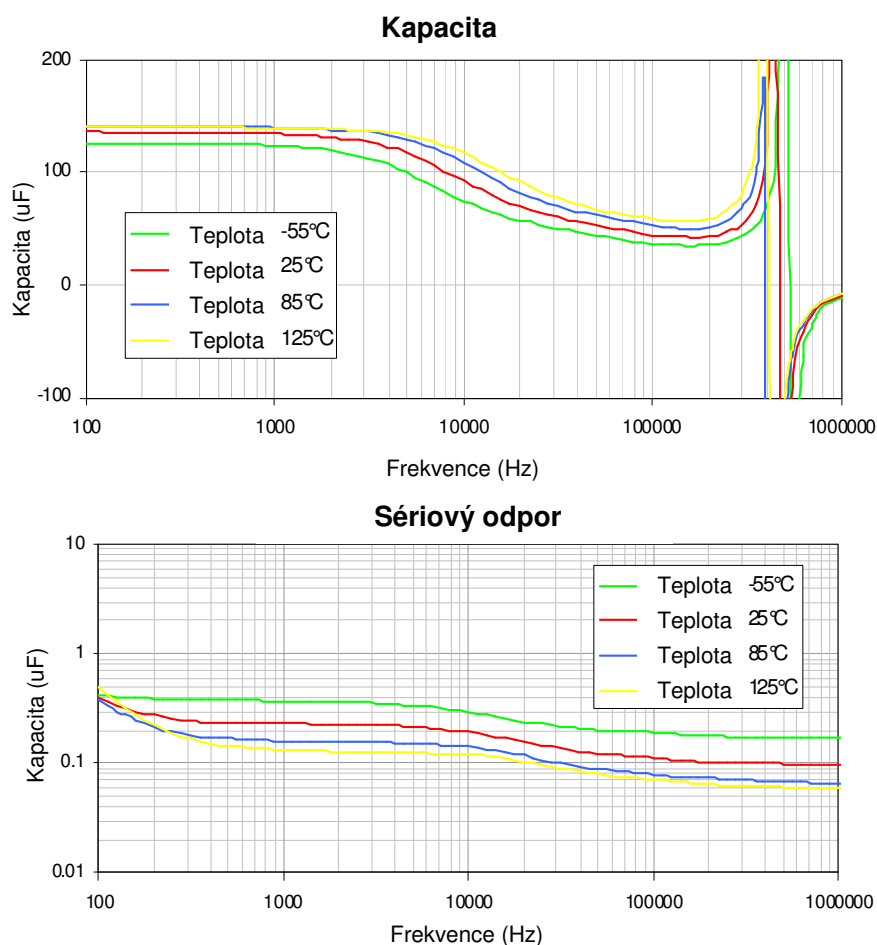 Kapacita
200
100
0
-100
Kapacita (uF)
Teplota -55°C
Teplota 25°C
Teplota 85°C
Teplota 125°C
100 1000 10000 100000 1000000
Frekvence (Hz)
Sériový odpor
10
1
0.1
0.01
Kapacita (uF)
Teplota -55°C
Teplota 25°C
Teplota 85°C
Teplota 125°C
100 1000 10000 100000 1000000
Frekvence (Hz)